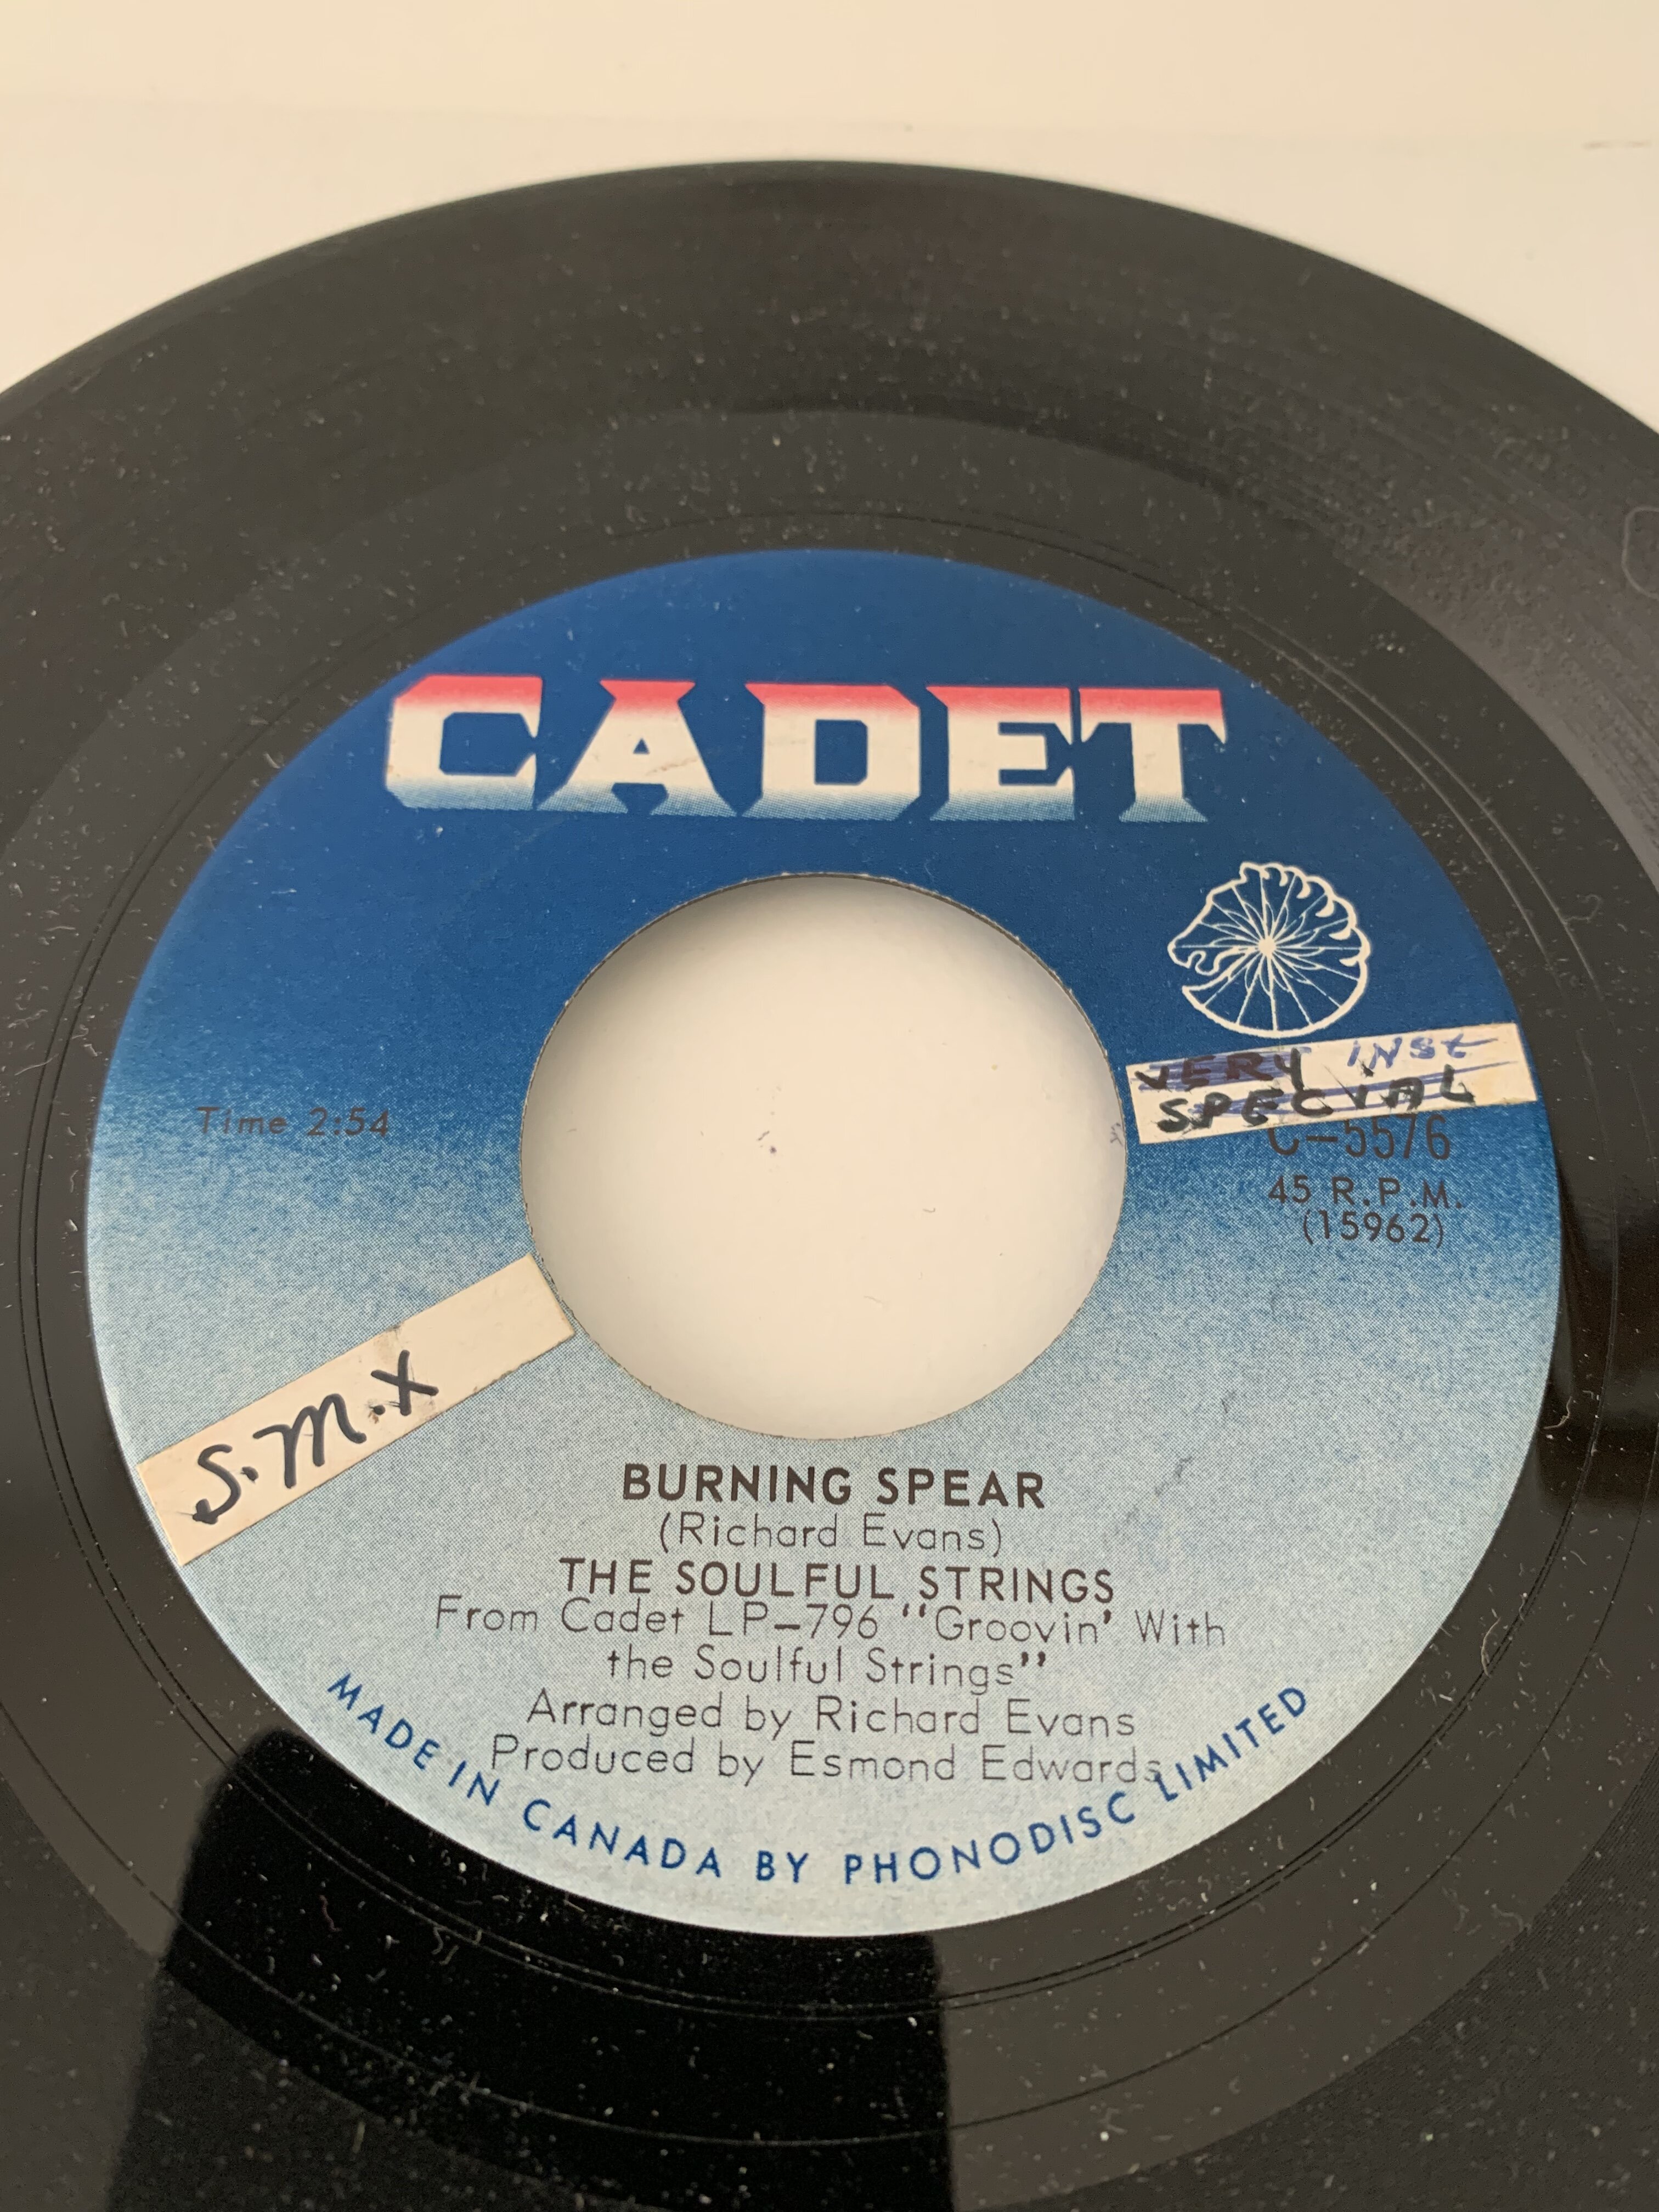 CADET
VERY INST
SPECIAL
Time 2:54
C-5576
45 R.P.M.
(15962)
S.M.X
BURNING SPEAR
(Richard Evans)
THE SOULFUL STRINGS
From Cadet LP-796 "Groovin' With
the Soulful Strings"
Arranged by Richard Evans
Produced by Esmond Edwards
MADE IN CANADA BY PHONODISC LIMITED